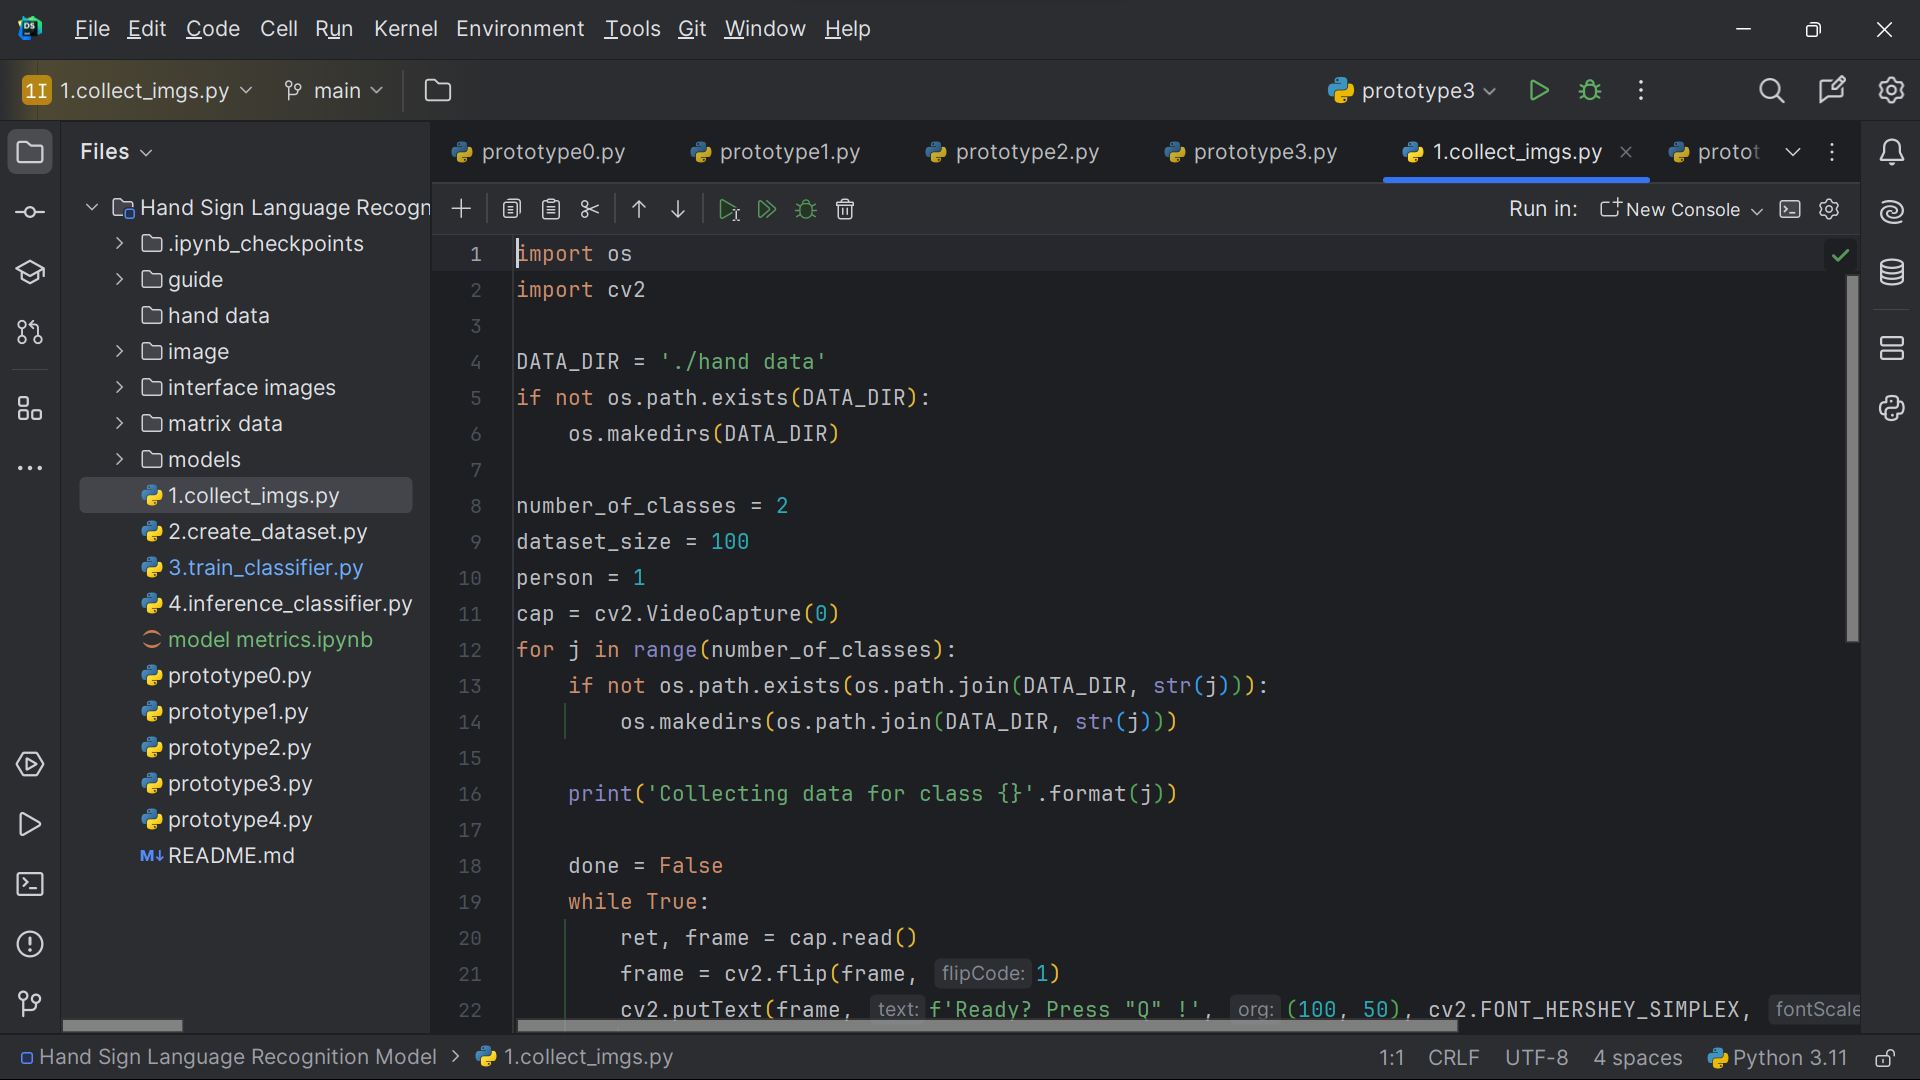 File Edit Code Cell Run Kernel Environment Tools Git Window Help
1I 1.collect_imgs.py main prototype3
Files
prototype0.py prototype1.py prototype2.py prototype3.py 1.collect_imgs.py protot
Run in: New Console
Hand Sign Language Recogn
.ipynb_checkpoints
guide
hand data
image
interface images
matrix data
models
1.collect_imgs.py
2.create_dataset.py
3.train_classifier.py
4.inference_classifier.py
model metrics.ipynb
prototype0.py
prototype1.py
prototype2.py
prototype3.py
prototype4.py
M↓ README.md
1 import os
2 import cv2
3
4 DATA_DIR = './hand data'
5 if not os.path.exists(DATA_DIR):
6     os.makedirs(DATA_DIR)
7
8 number_of_classes = 2
9 dataset_size = 100
10 person = 1
11 cap = cv2.VideoCapture(0)
12 for j in range(number_of_classes):
13     if not os.path.exists(os.path.join(DATA_DIR, str(j))):
14         os.makedirs(os.path.join(DATA_DIR, str(j)))
15
16     print('Collecting data for class {}'.format(j))
17
18     done = False
19     while True:
20         ret, frame = cap.read()
21         frame = cv2.flip(frame, flipCode: 1)
22         cv2.putText(frame, text: f'Ready? Press "Q" !', org: (100, 50), cv2.FONT_HERSHEY_SIMPLEX, fontScale
Hand Sign Language Recognition Model > 1.collect_imgs.py
1:1 CRLF UTF-8 4 spaces Python 3.11